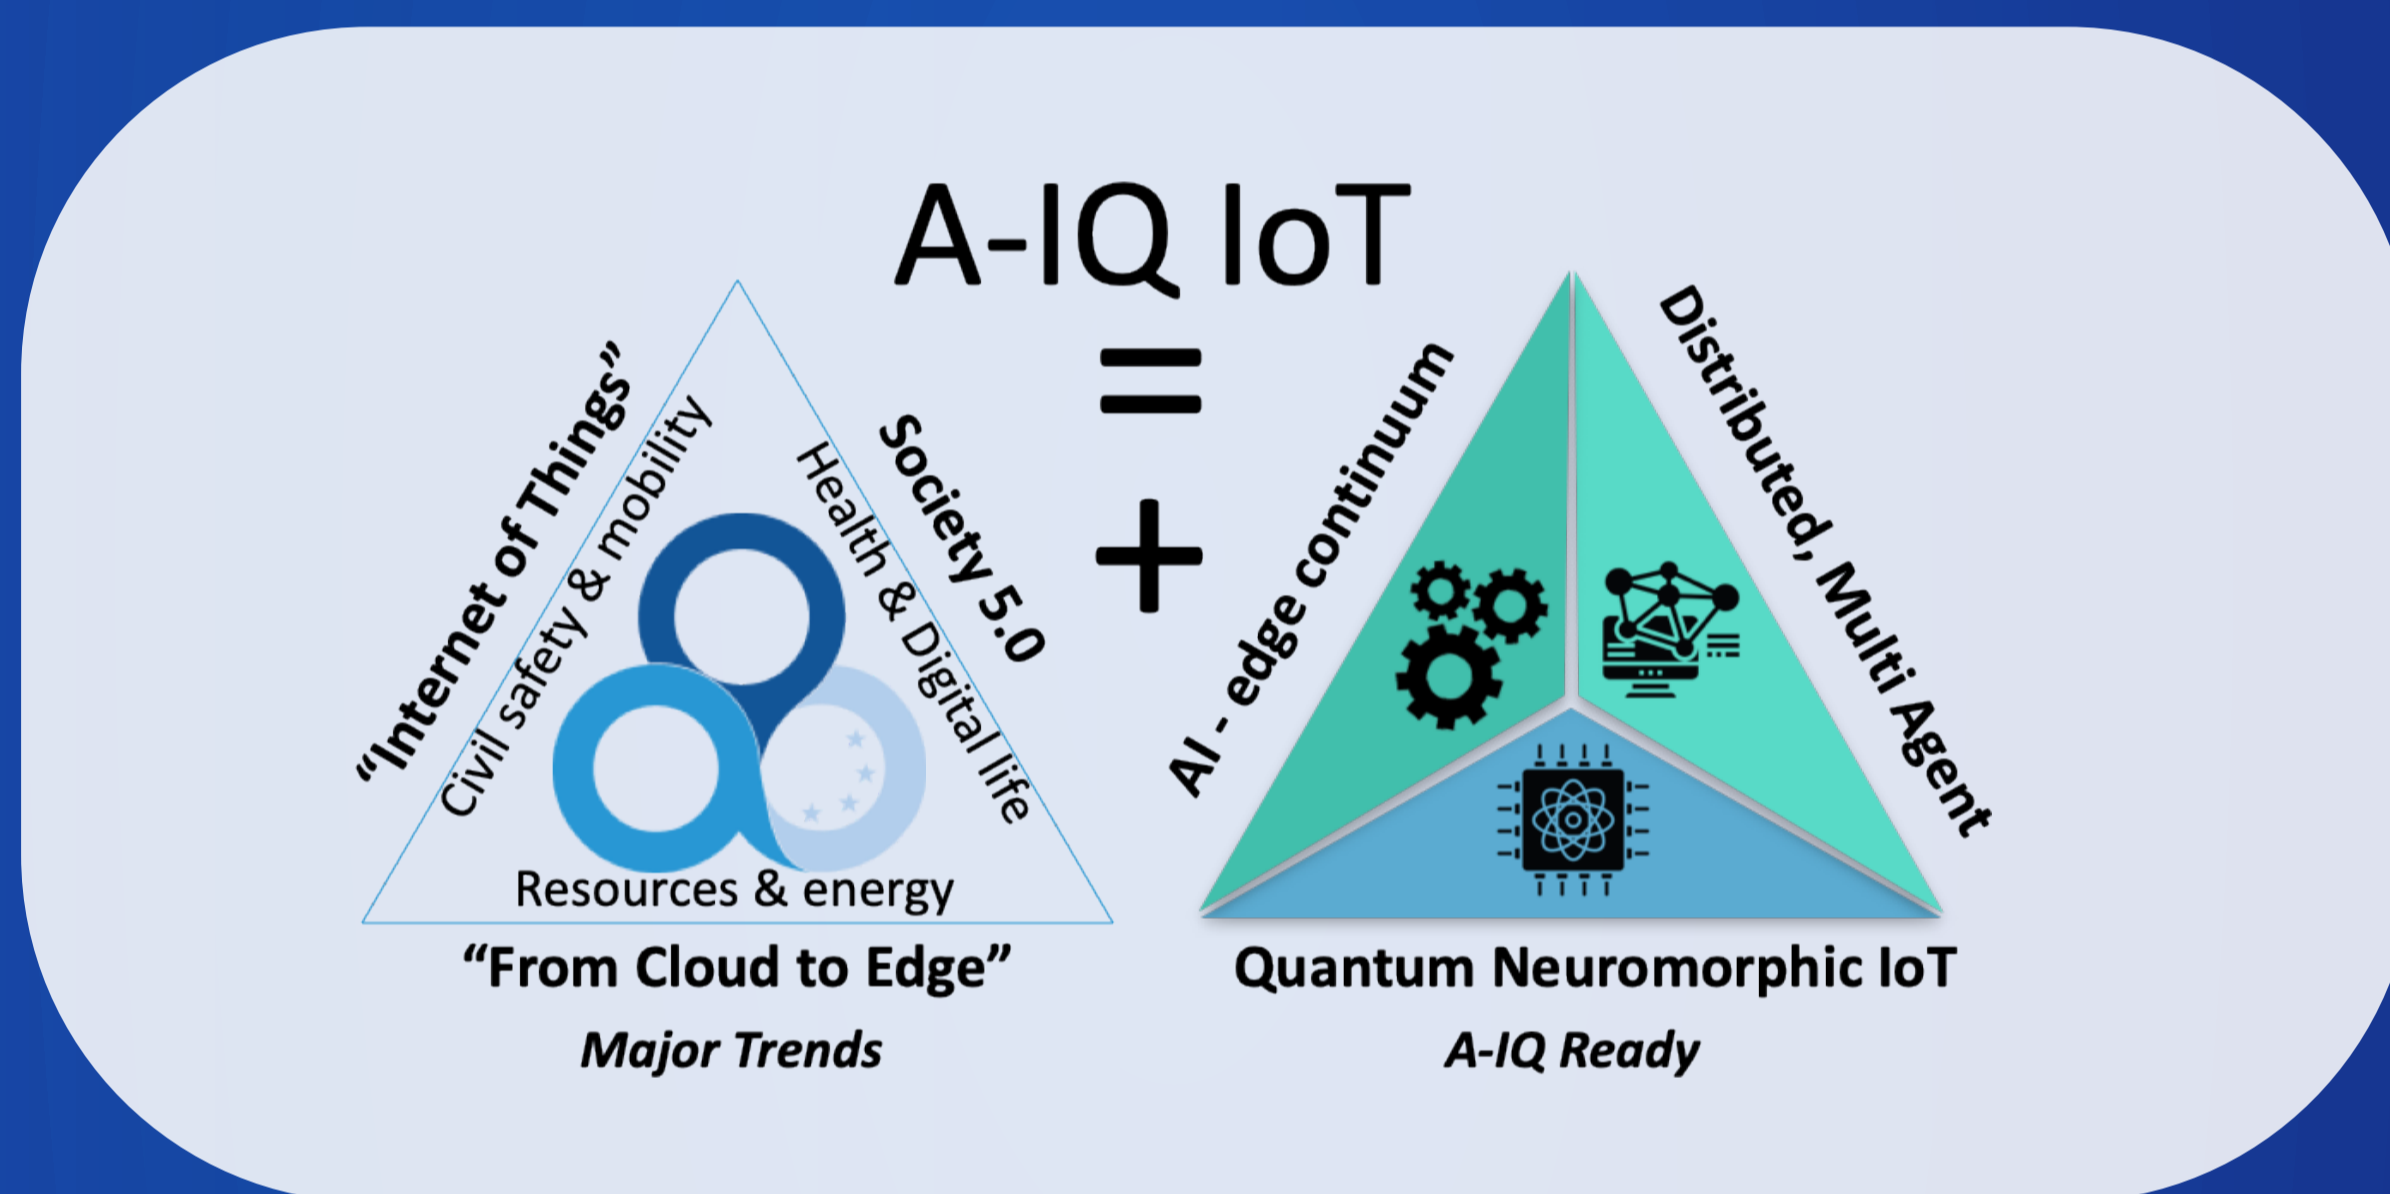 A-IQ IoT
=
+
“Internet of Things”
Civil safety & mobility
Health & Digital life
Society 5.0
Resources & energy
“From Cloud to Edge”
Major Trends
AI - edge continuum
Distributed, Multi Agent
Quantum Neuromorphic IoT
A-IQ Ready